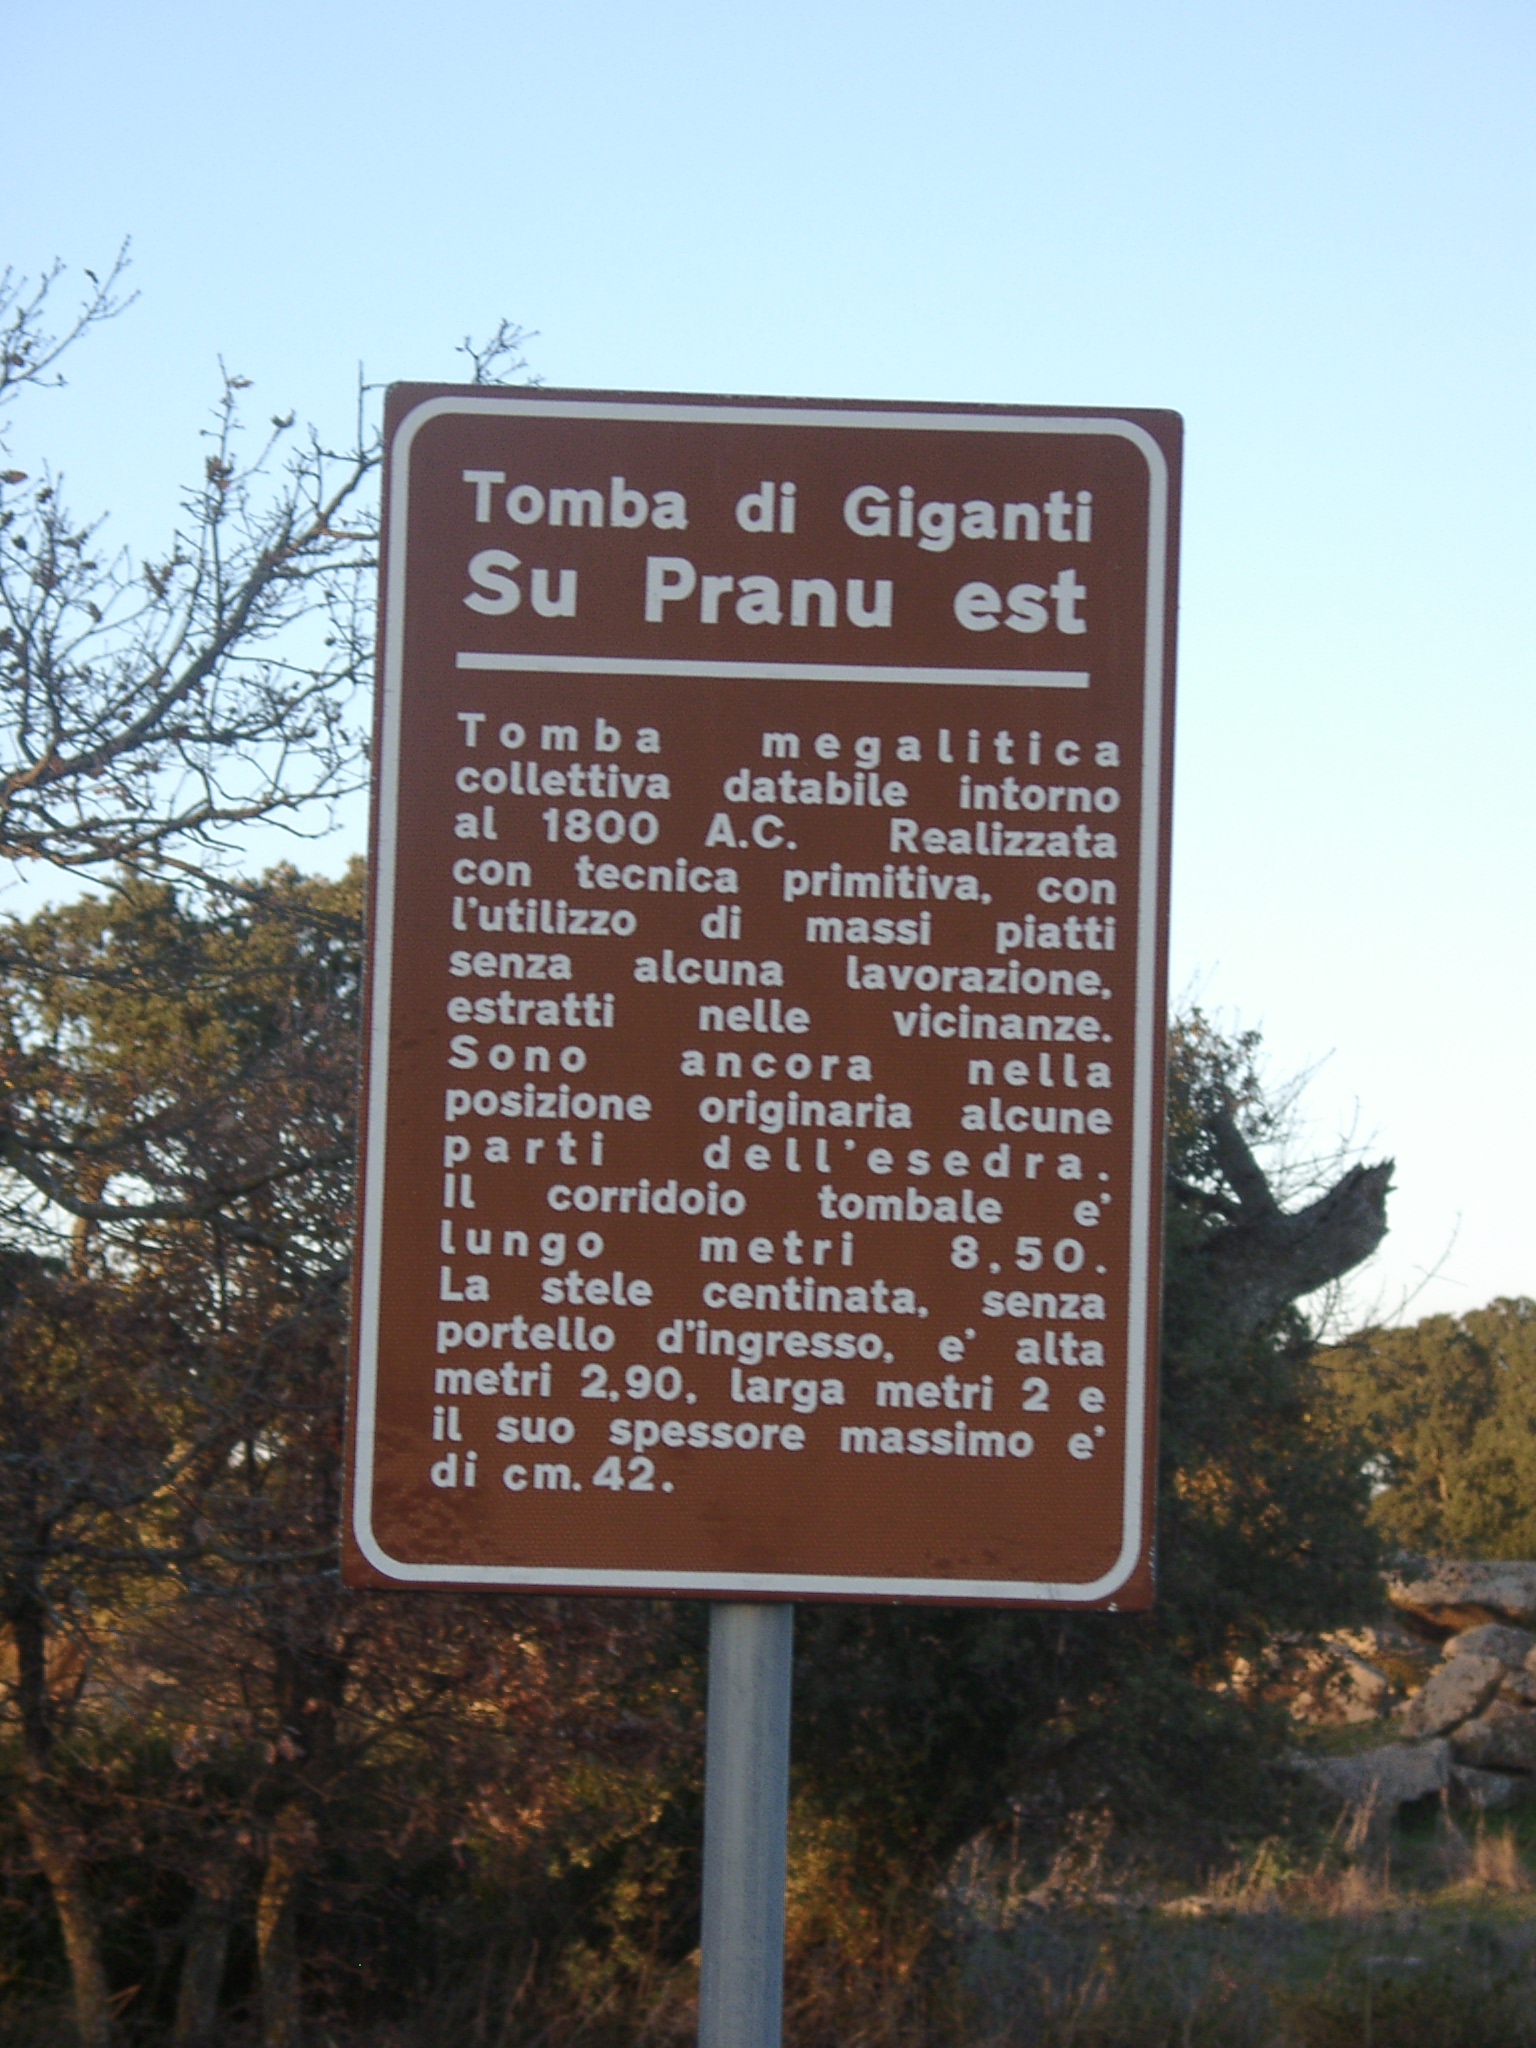 Tomba di Giganti
Su Pranu est
Tomba megalitica
collettiva databile intorno
al 1800 A.C. Realizzata
con tecnica primitiva, con
l'utilizzo di massi piatti
senza alcuna lavorazione,
estratti nelle vicinanze.
Sono ancora nella
posizione originaria alcune
parti dell'esedra.
Il corridoio tombale e'
lungo metri 8,50.
La stele centinata, senza
portello d'ingresso, e' alta
metri 2,90, larga metri 2 e
il suo spessore massimo e'
di cm. 42.